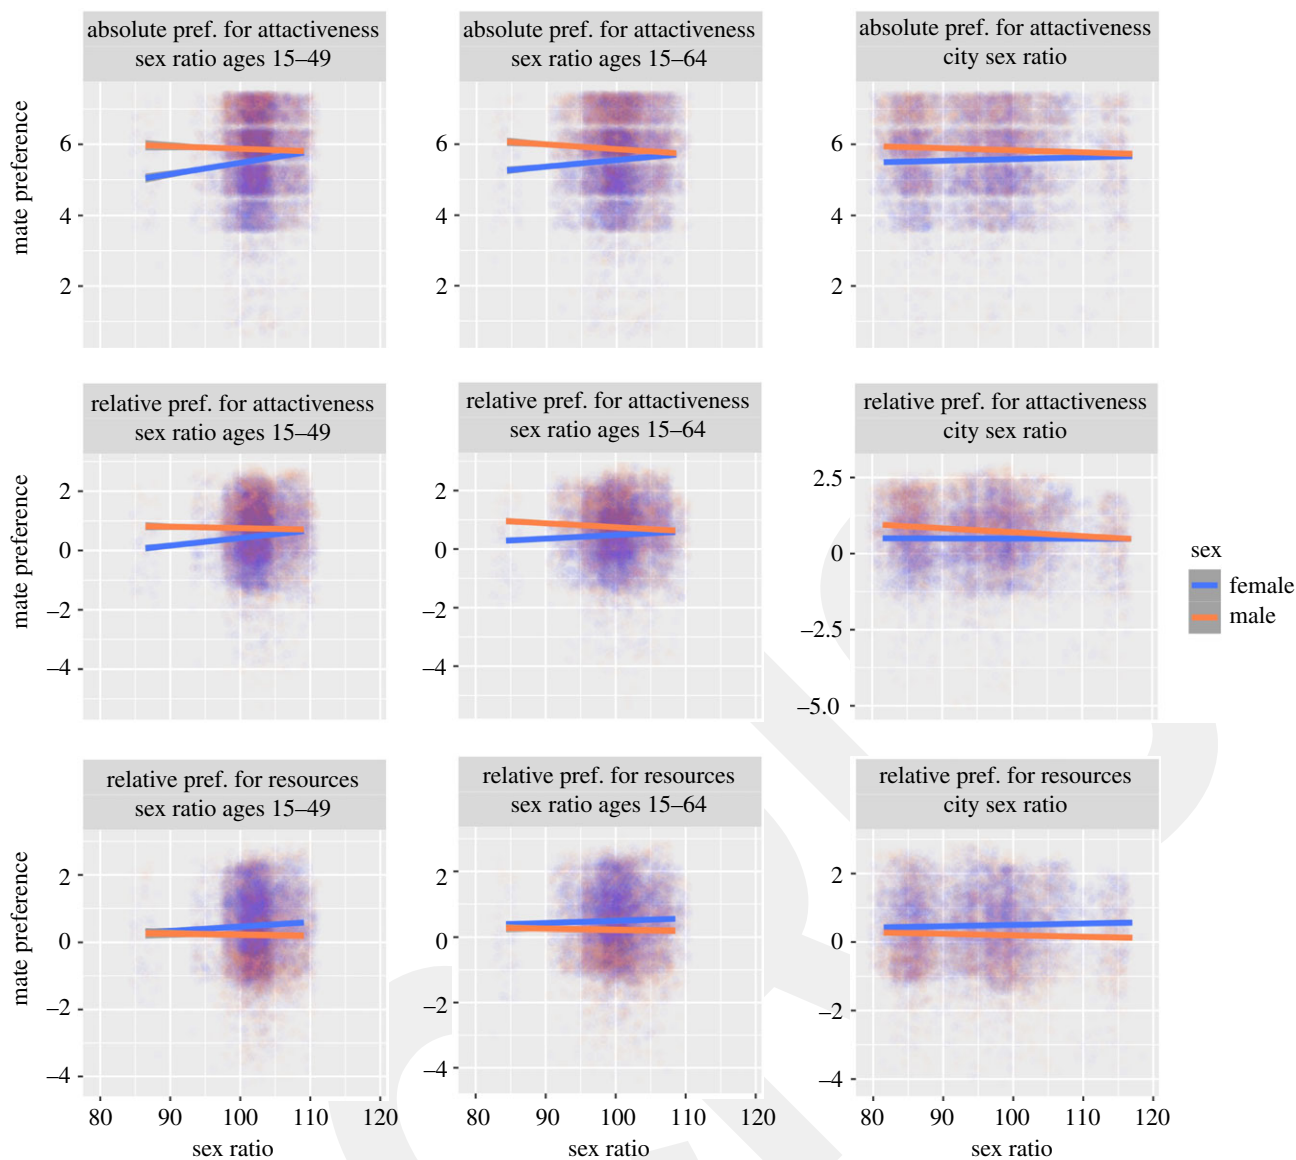 absolute pref. for attactiveness
sex ratio ages 15–49
absolute pref. for attactiveness
sex ratio ages 15–64
absolute pref. for attactiveness
city sex ratio
mate preference
6
4
2
6
4
2
6
4
2
relative pref. for attactiveness
sex ratio ages 15–49
relative pref. for attactiveness
sex ratio ages 15–64
relative pref. for attactiveness
city sex ratio
mate preference
2
0
–2
–4
2
0
–2
–4
2.5
0
–2.5
–5.0
sex
female
male
relative pref. for resources
sex ratio ages 15–49
relative pref. for resources
sex ratio ages 15–64
relative pref. for resources
city sex ratio
mate preference
2
0
–2
–4
2
0
–2
–4
2
0
–2
–4
80 90 100 110 120
80 90 100 110 120
80 90 100 110 120
sex ratio
sex ratio
sex ratio